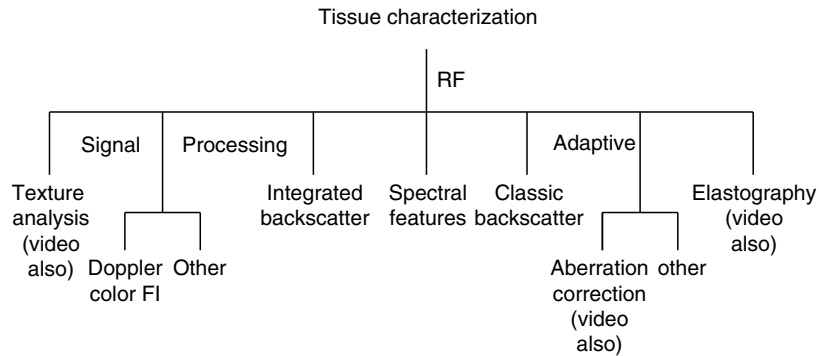 Tissue characterization
RF
Signal
Processing
Adaptive
Texture
analysis
(video
also)
Doppler
color FI
Other
Integrated
backscatter
Spectral
features
Classic
backscatter
Aberration
correction
(video
also)
other
Elastography
(video
also)